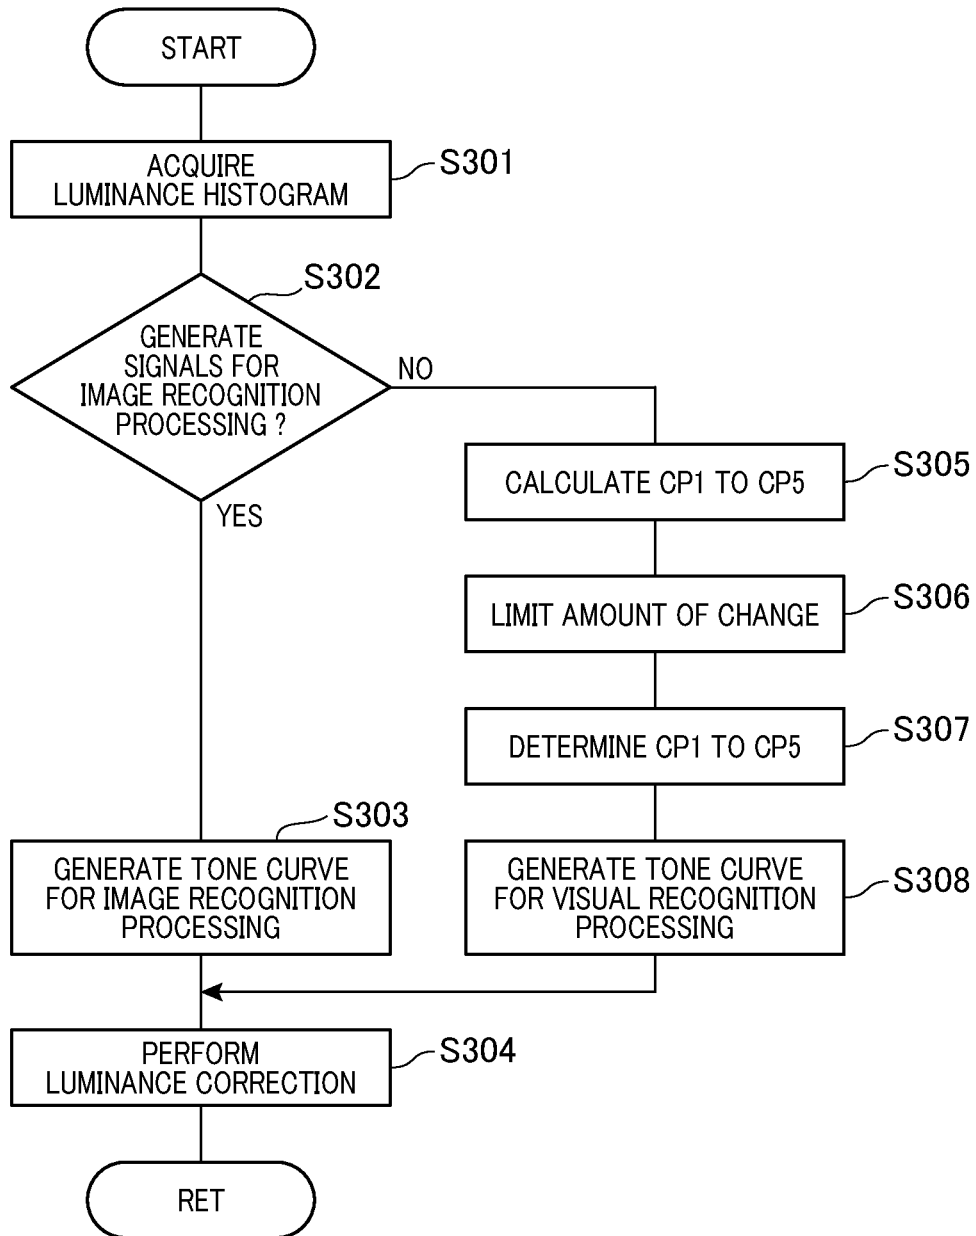 START
ACQUIRE
LUMINANCE HISTOGRAM
S301
S302
GENERATE
SIGNALS FOR
IMAGE RECOGNITION
PROCESSING ?
NO
YES
CALCULATE CP1 TO CP5
S305
LIMIT AMOUNT OF CHANGE
S306
DETERMINE CP1 TO CP5
S307
S303
GENERATE TONE CURVE
FOR IMAGE RECOGNITION
PROCESSING
GENERATE TONE CURVE
FOR VISUAL RECOGNITION
PROCESSING
S308
PERFORM
LUMINANCE CORRECTION
S304
RET